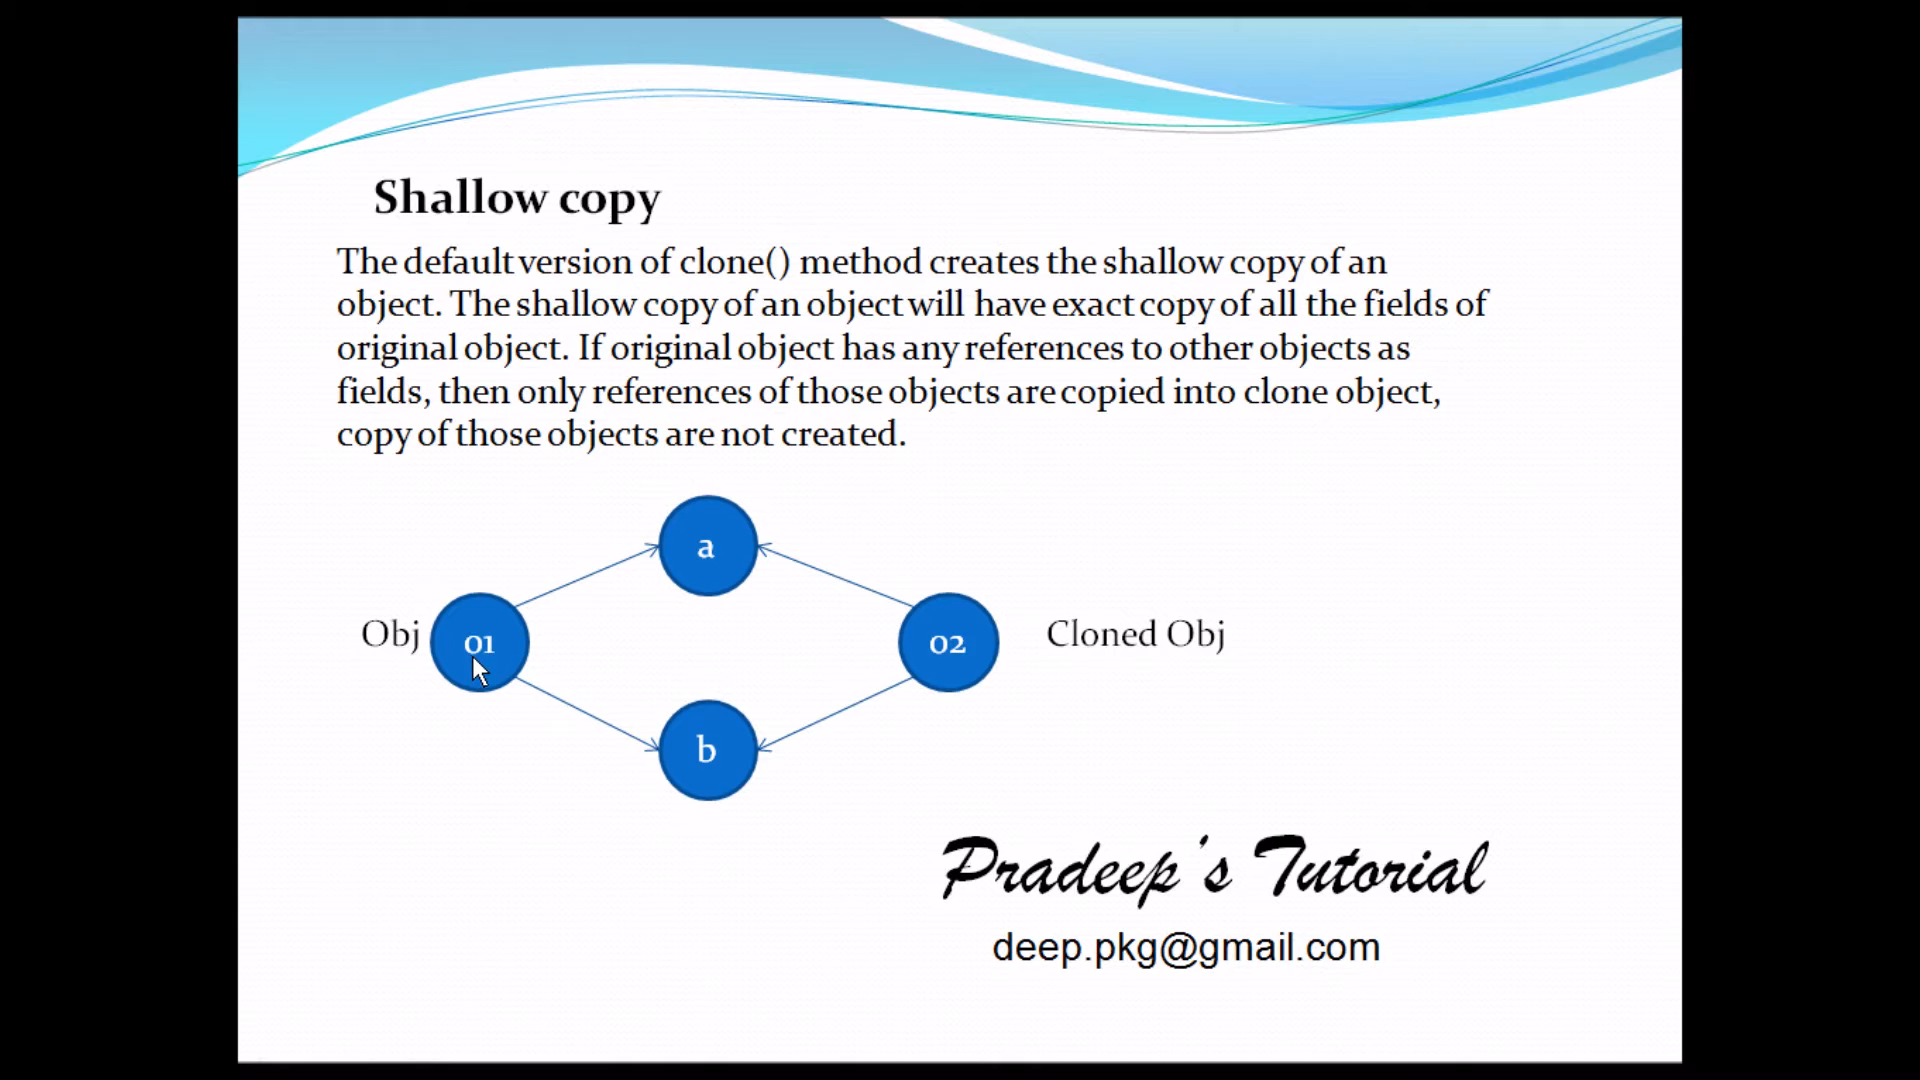 Shallow copy
The default version of clone() method creates the shallow copy of an
object. The shallow copy of an object will have exact copy of all the fields of
original object. If original object has any references to other objects as
fields, then only references of those objects are copied into clone object,
copy of those objects are not created.
a
Obj o1 o2 Cloned Obj
b
Pradeep's Tutorial
deep.pkg@gmail.com